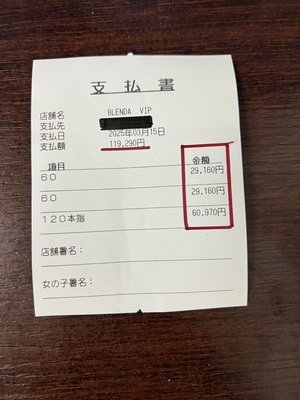 支払書
店舗名 BLENDA VIP
支払先
支払日 2025年03月15日
支払額 119,290円
項目 金額
60 29,160円
60 29,160円
120本指 60,970円
店舗署名：
女の子署名：